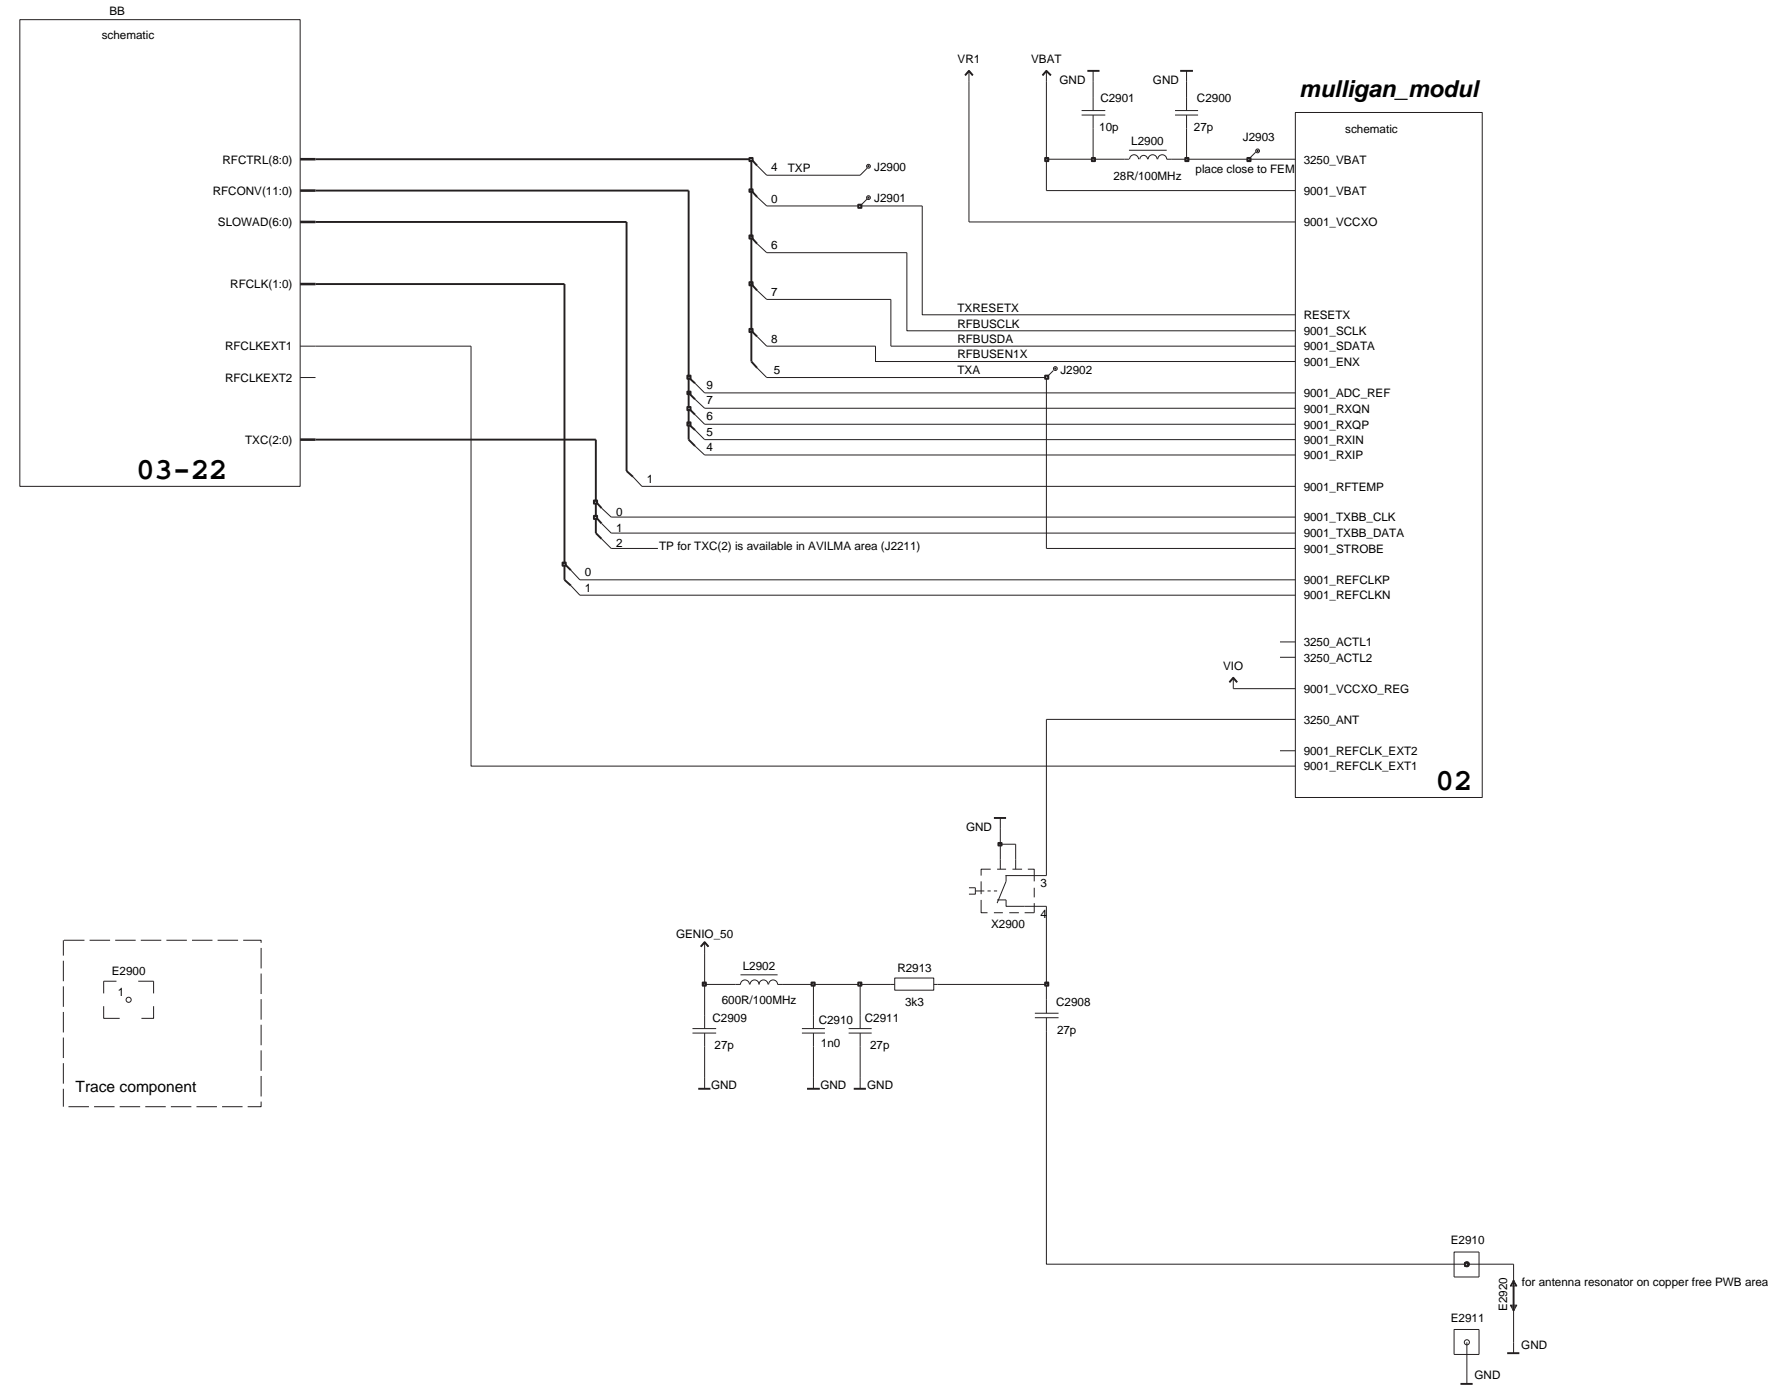 BB
schematic
RFCTRL(8:0)
RFCONV(11:0)
SLOWAD(6:0)
RFCLK(1:0)
RFCLKEXT1
RFCLKEXT2
TXC(2:0)
03-22
VR1
VBAT
GND
GND
C2901
10p
C2900
27p
L2900
28R/100MHz
J2903
place close to FEM
mulligan_modul
schematic
4 TXP
J2900
0
J2901
6
7
8
5
TXRESETX
RFBUSCLK
RFBUSDA
RFBUSEN1X
TXA
J2902
9
7
6
5
4
1
0
1
2
TP for TXC(2) is available in AVILMA area (J2211)
0
1
3250_VBAT
9001_VBAT
9001_VCCXO
RESETX
9001_SCLK
9001_SDATA
9001_ENX
9001_ADC_REF
9001_RXQN
9001_RXQP
9001_RXIN
9001_RXIP
9001_RFTEMP
9001_TXBB_CLK
9001_TXBB_DATA
9001_STROBE
9001_REFCLKP
9001_REFCLKN
3250_ACTL1
3250_ACTL2
VIO
9001_VCCXO_REG
3250_ANT
9001_REFCLK_EXT2
9001_REFCLK_EXT1
02
GND
3
4
X2900
GENIO_50
L2902
600R/100MHz
R2913
3k3
C2909
27p
C2910
1n0
C2911
27p
C2908
27p
GND
GND
GND
E2900
1
Trace component
E2910
E2920
for antenna resonator on copper free PWB area
E2911
GND
GND